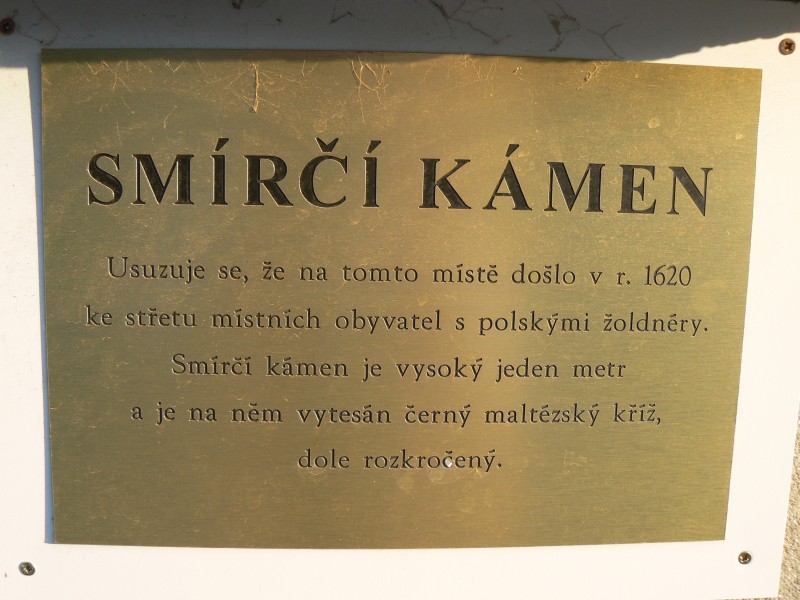 SMÍRČÍ KÁMEN
Usuzuje se, že na tomto místě došlo v r. 1620
ke střetu místních obyvatel s polskými žoldnéry.
Smírčí kámen je vysoký jeden metr
a je na něm vytesán černý maltézský kříž,
dole rozkročený.